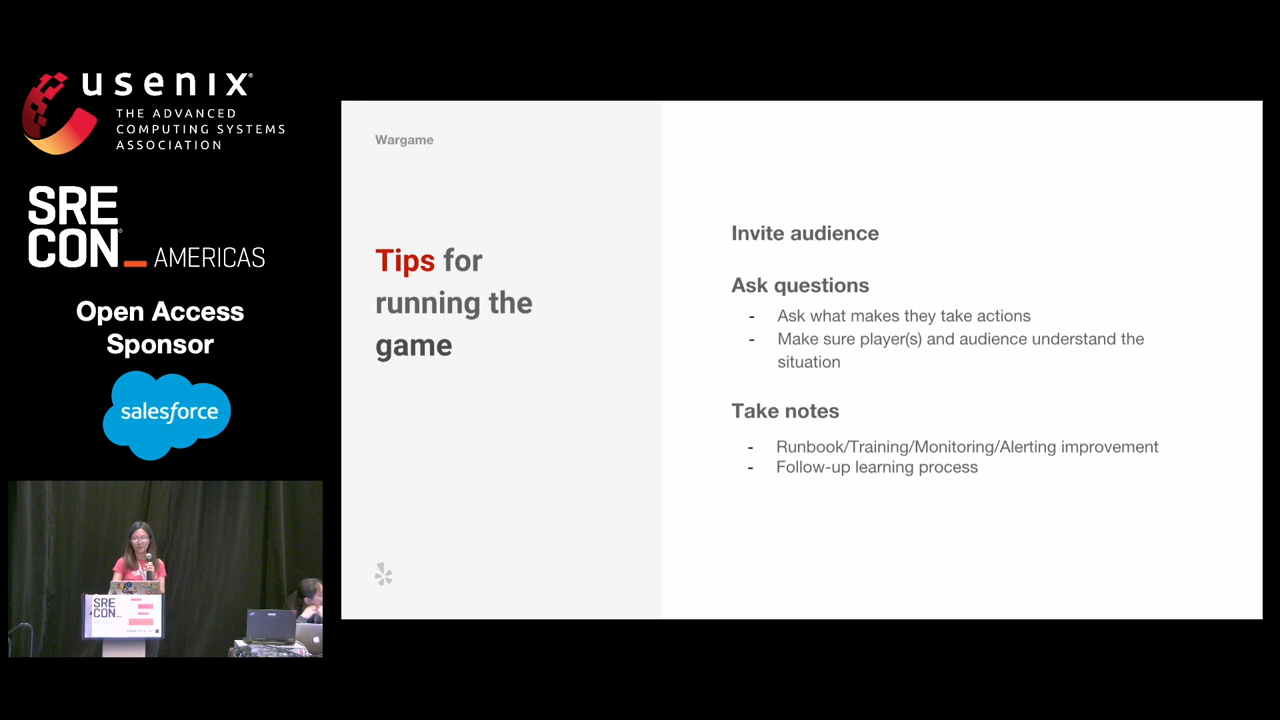 usenix®
THE ADVANCED
COMPUTING SYSTEMS
ASSOCIATION
SRE
CON
AMERICAS
Open Access
Sponsor
salesforce
SRE
CON
Wargame
Tips for
running the
game
Invite audience
Ask questions
- Ask what makes they take actions
- Make sure player(s) and audience understand the
situation
Take notes
- Runbook/Training/Monitoring/Alerting improvement
- Follow-up learning process